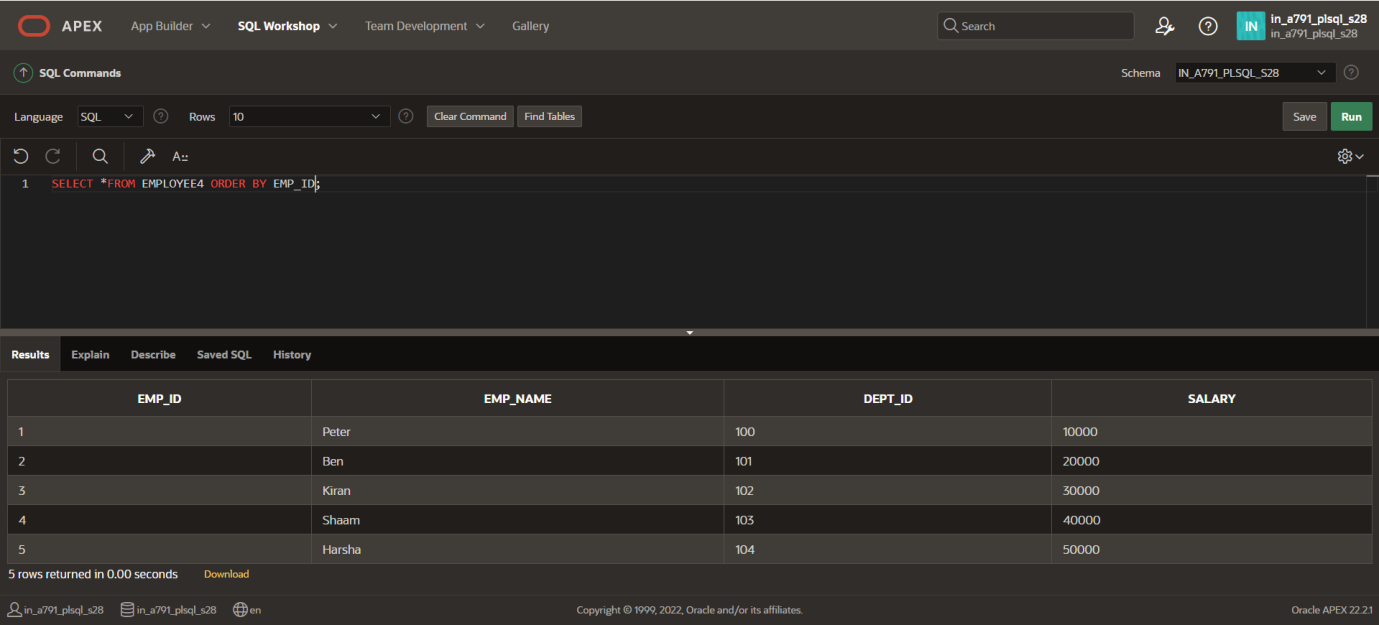 APEX App Builder SQL Workshop Team Development Gallery Search IN in_a791_plsql_s28
in_a791_plsql_s28
SQL Commands Schema IN_A791_PLSQL_S28
Language SQL Rows 10 Clear Command Find Tables Save Run
1 SELECT *FROM EMPLOYEE4 ORDER BY EMP_ID;
Results Explain Describe Saved SQL History
EMP_ID EMP_NAME DEPT_ID SALARY
1 Peter 100 10000
2 Ben 101 20000
3 Kiran 102 30000
4 Shaam 103 40000
5 Harsha 104 50000
5 rows returned in 0.00 seconds Download
in_a791_plsql_s28 in_a791_plsql_s28 en Copyright © 1999, 2022, Oracle and/or its affiliates. Oracle APEX 22.2.1